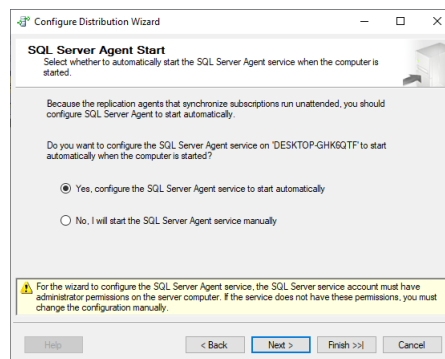 Configure Distribution Wizard
SQL Server Agent Start
Select whether to automatically start the SQL Server Agent service when the computer is
started.
Because the replication agents that synchronize subscriptions run unattended, you should
configure SQL Server Agent to start automatically.
Do you want to configure the SQL Server Agent service on 'DESKTOP-GHK6QTF' to start
automatically when the computer is started?
Yes, configure the SQL Server Agent service to start automatically
No, I will start the SQL Server Agent service manually
For the wizard to configure the SQL Server Agent service, the SQL Server service account must have
administrator permissions on the server computer. If the service does not have these permissions, you must
change the configuration manually.
Help < Back Next > Finish >>| Cancel